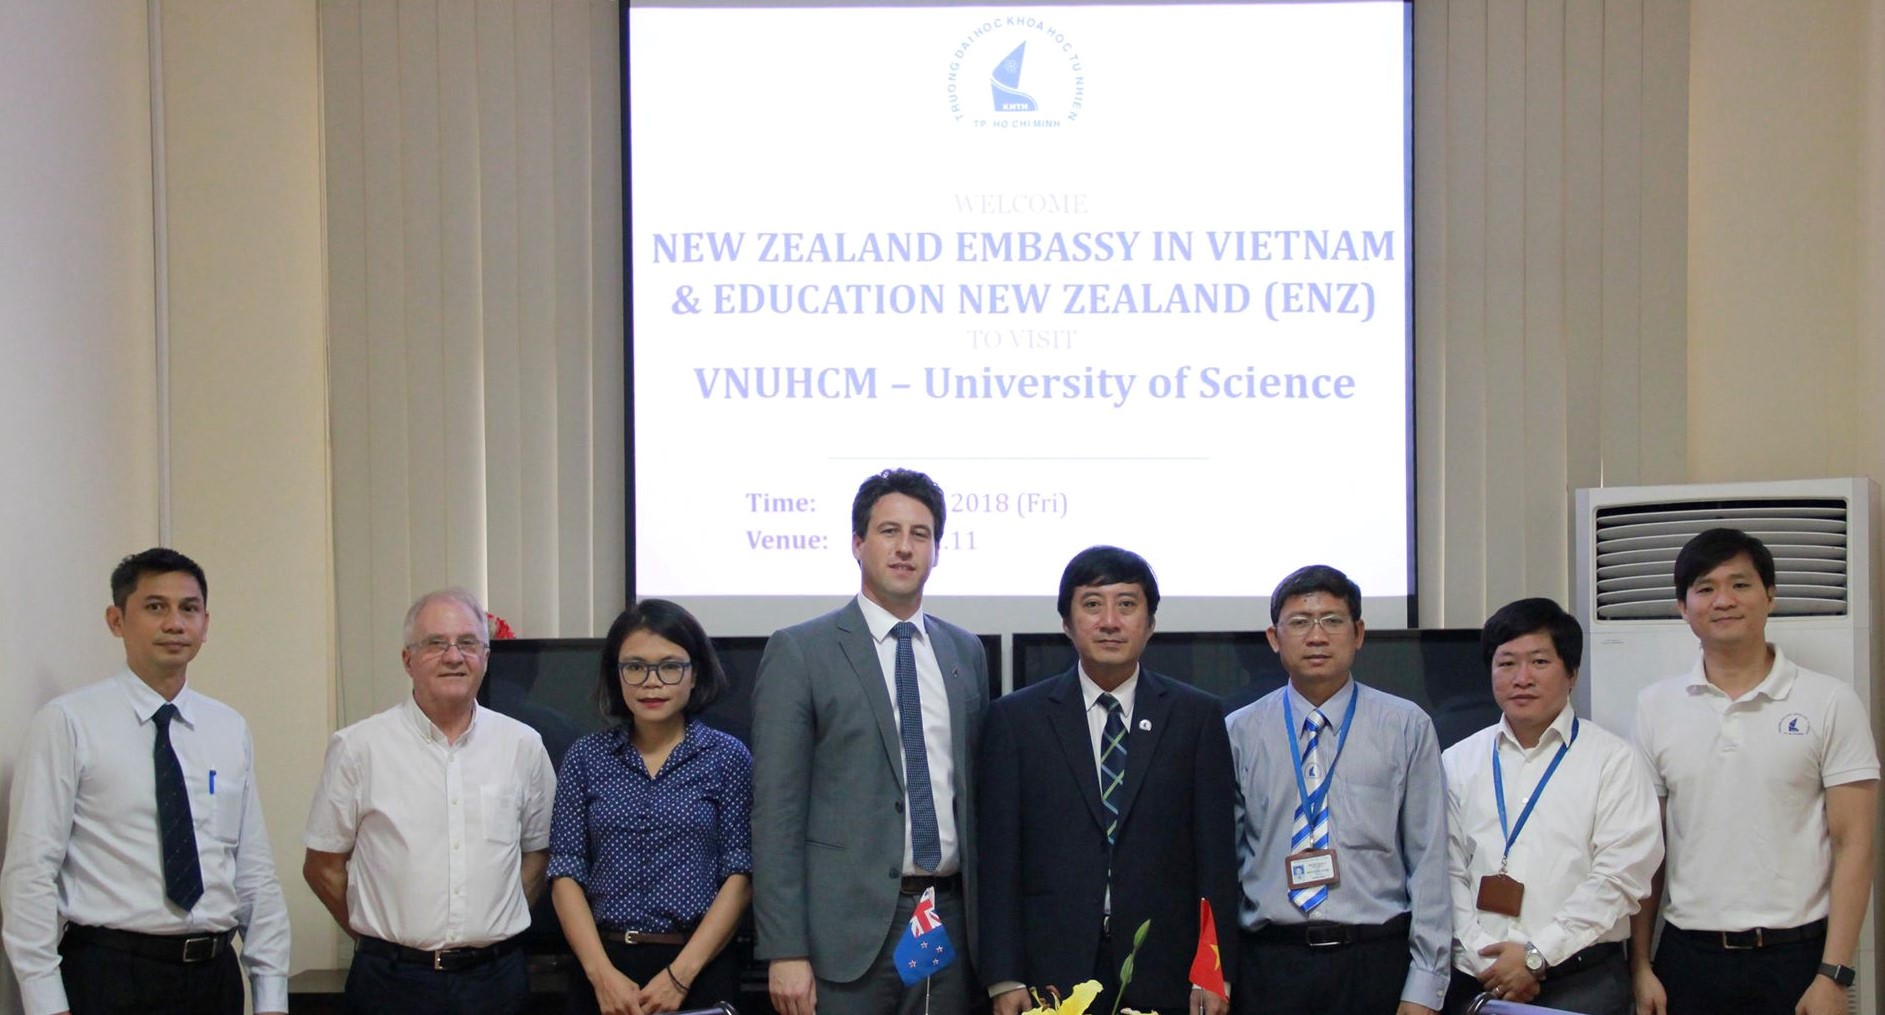 TRƯỜNG ĐẠI HỌC KHOA HỌC TỰ NHIÊN
KHTN
TP. HỒ CHÍ MINH
WELCOME
NEW ZEALAND EMBASSY IN VIETNAM
& EDUCATION NEW ZEALAND (ENZ)
TO VISIT
VNUHCM – University of Science
Time: 2018 (Fri)
Venue: .11